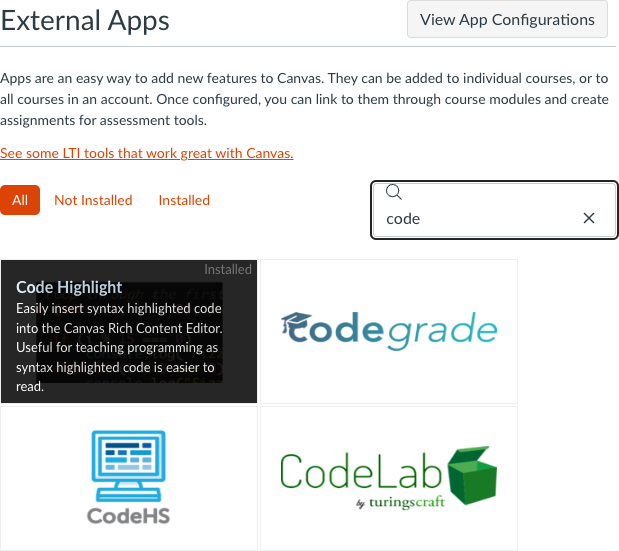 External Apps
View App Configurations
Apps are an easy way to add new features to Canvas. They can be added to individual courses, or to
all courses in an account. Once configured, you can link to them through course modules and create
assignments for assessment tools.
See some LTI tools that work great with Canvas.
All
Not Installed
Installed
code
Installed
Code Highlight
Easily insert syntax highlighted code
into the Canvas Rich Content Editor.
Useful for teaching programming as
syntax highlighted code is easier to
read.
codegrade
CodeHS
CodeLab
by turingscraft